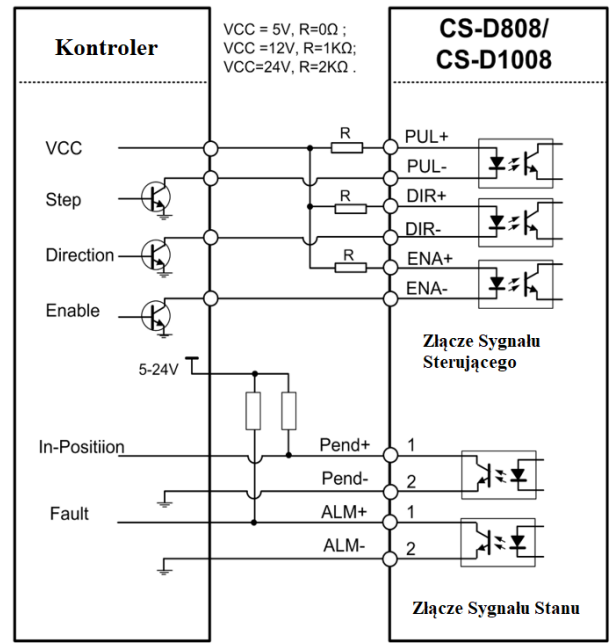 Kontroler
VCC = 5V, R=0Ω ;
VCC =12V, R=1KΩ;
VCC=24V, R=2KΩ .
CS-D808/
CS-D1008
VCC
R
PUL+
PUL-
Step
R
DIR+
DIR-
Direction
R
ENA+
ENA-
Enable
Złącze Sygnału
Sterującego
5-24V
In-Positiion
Pend+
1
Pend-
2
Fault
ALM+
1
ALM-
2
Złącze Sygnału Stanu